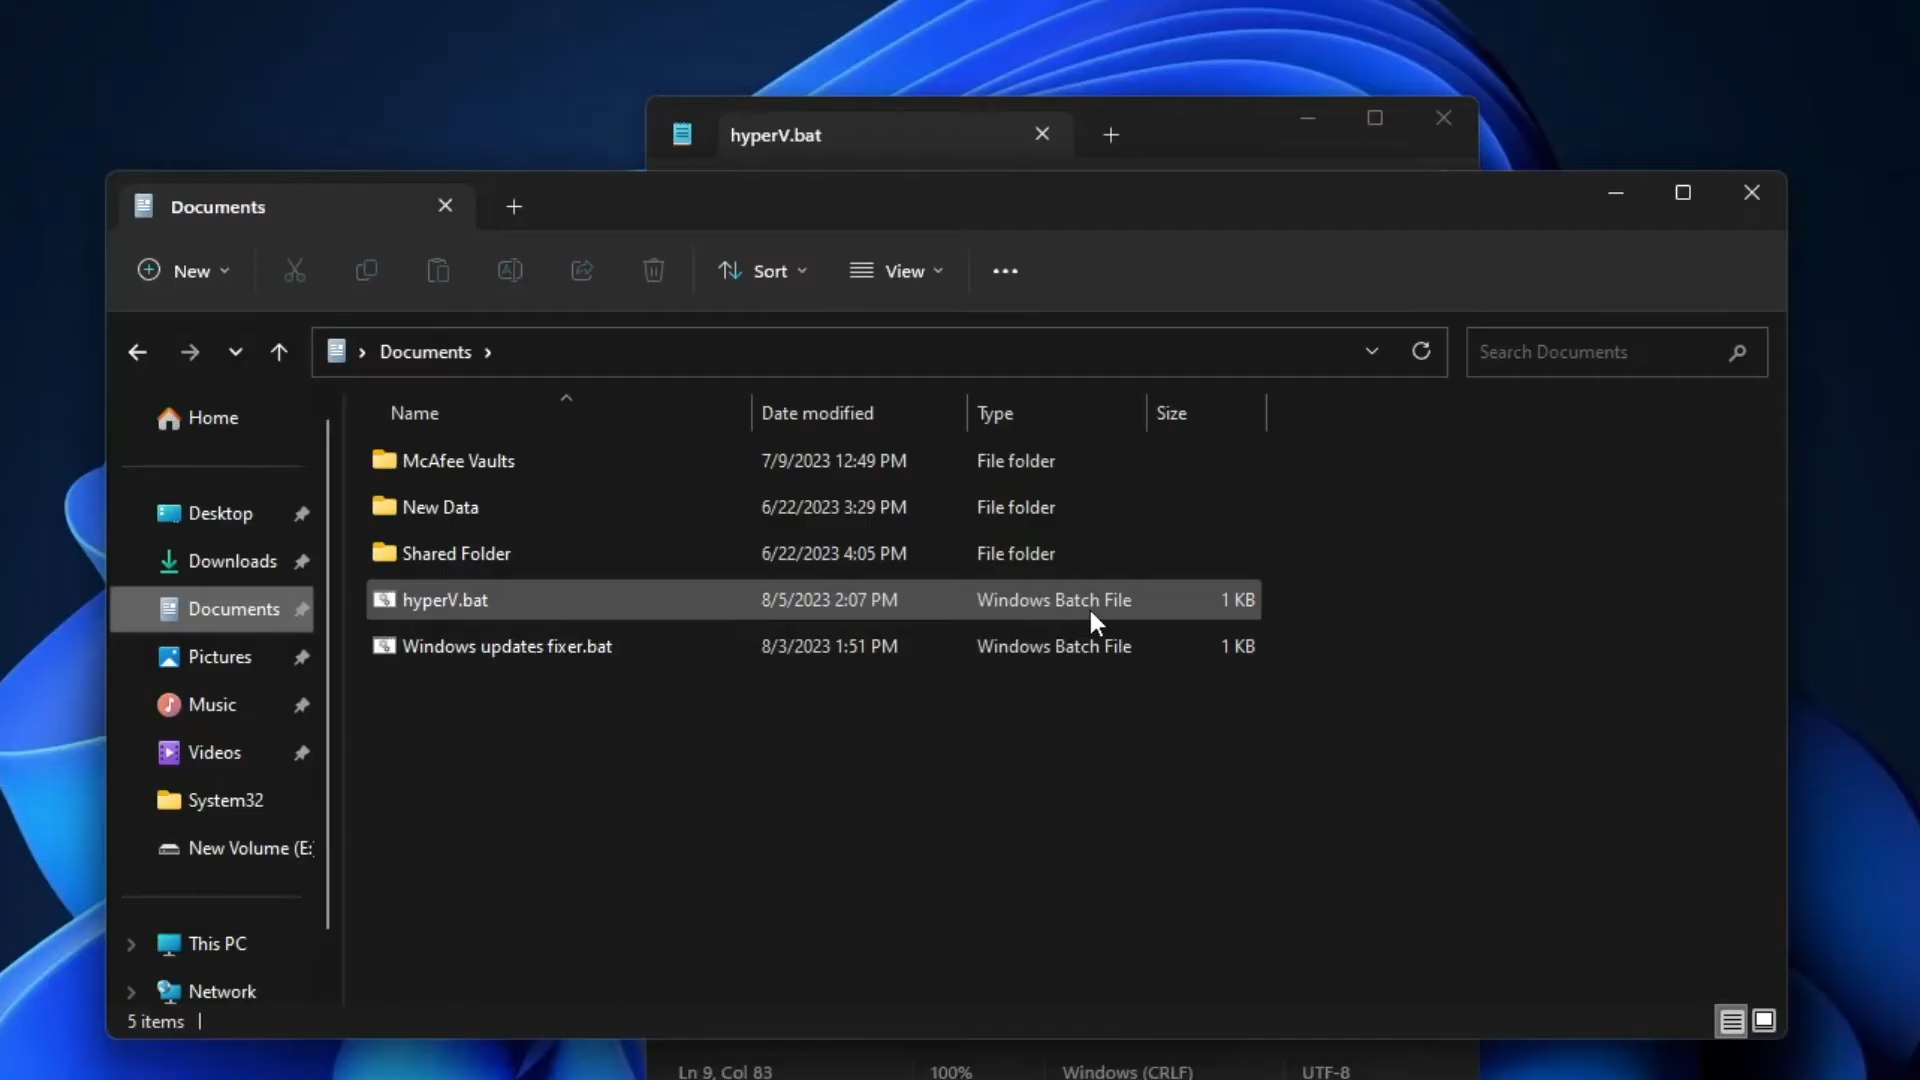 hyperV.bat
Documents
New
Sort
View
Documents
Search Documents
Home
Desktop
Downloads
Documents
Pictures
Music
Videos
System32
New Volume (E:
This PC
Network
Name Date modified Type Size
McAfee Vaults 7/9/2023 12:49 PM File folder
New Data 6/22/2023 3:29 PM File folder
Shared Folder 6/22/2023 4:05 PM File folder
hyperV.bat 8/5/2023 2:07 PM Windows Batch File 1 KB
Windows updates fixer.bat 8/3/2023 1:51 PM Windows Batch File 1 KB
5 items
Ln 9, Col 83 100% Windows (CRLF) UTF-8